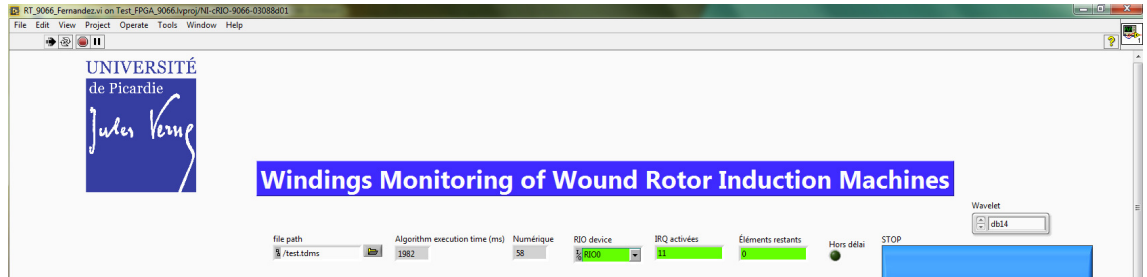 RT_9066_Fernandez.vi on Test_FPGA_9066.lvproj/NI-cRIO-9066-03088d01
File Edit View Project Operate Tools Window Help
UNIVERSITÉ
de Picardie
Jules Verne
Windings Monitoring of Wound Rotor Induction Machines
Wavelet
db14
file path Algorithm execution time (ms) Numérique RIO device IRQ activées Éléments restants Hors délai STOP
/test.tdms 1982 58 RIO0 11 0